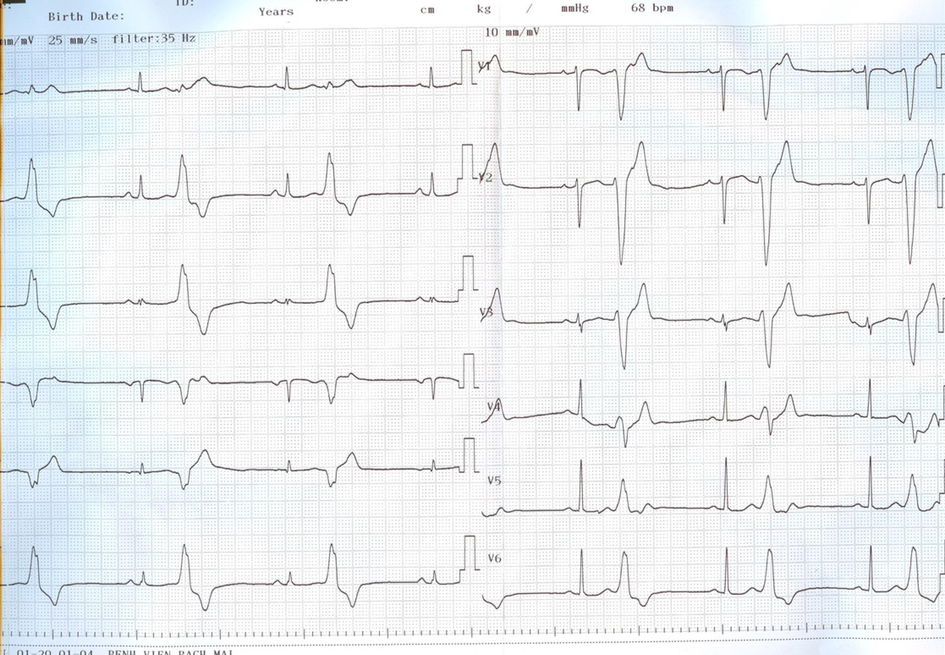 ID:
Birth Date:
Years
cm
kg / mmHg 68 bpm
mm/mV 25 mm/s filter:35 Hz
10 mm/mV
V1
V2
V3
V4
V5
V6
01-20 01-04 BENH VIEN BACH MAI